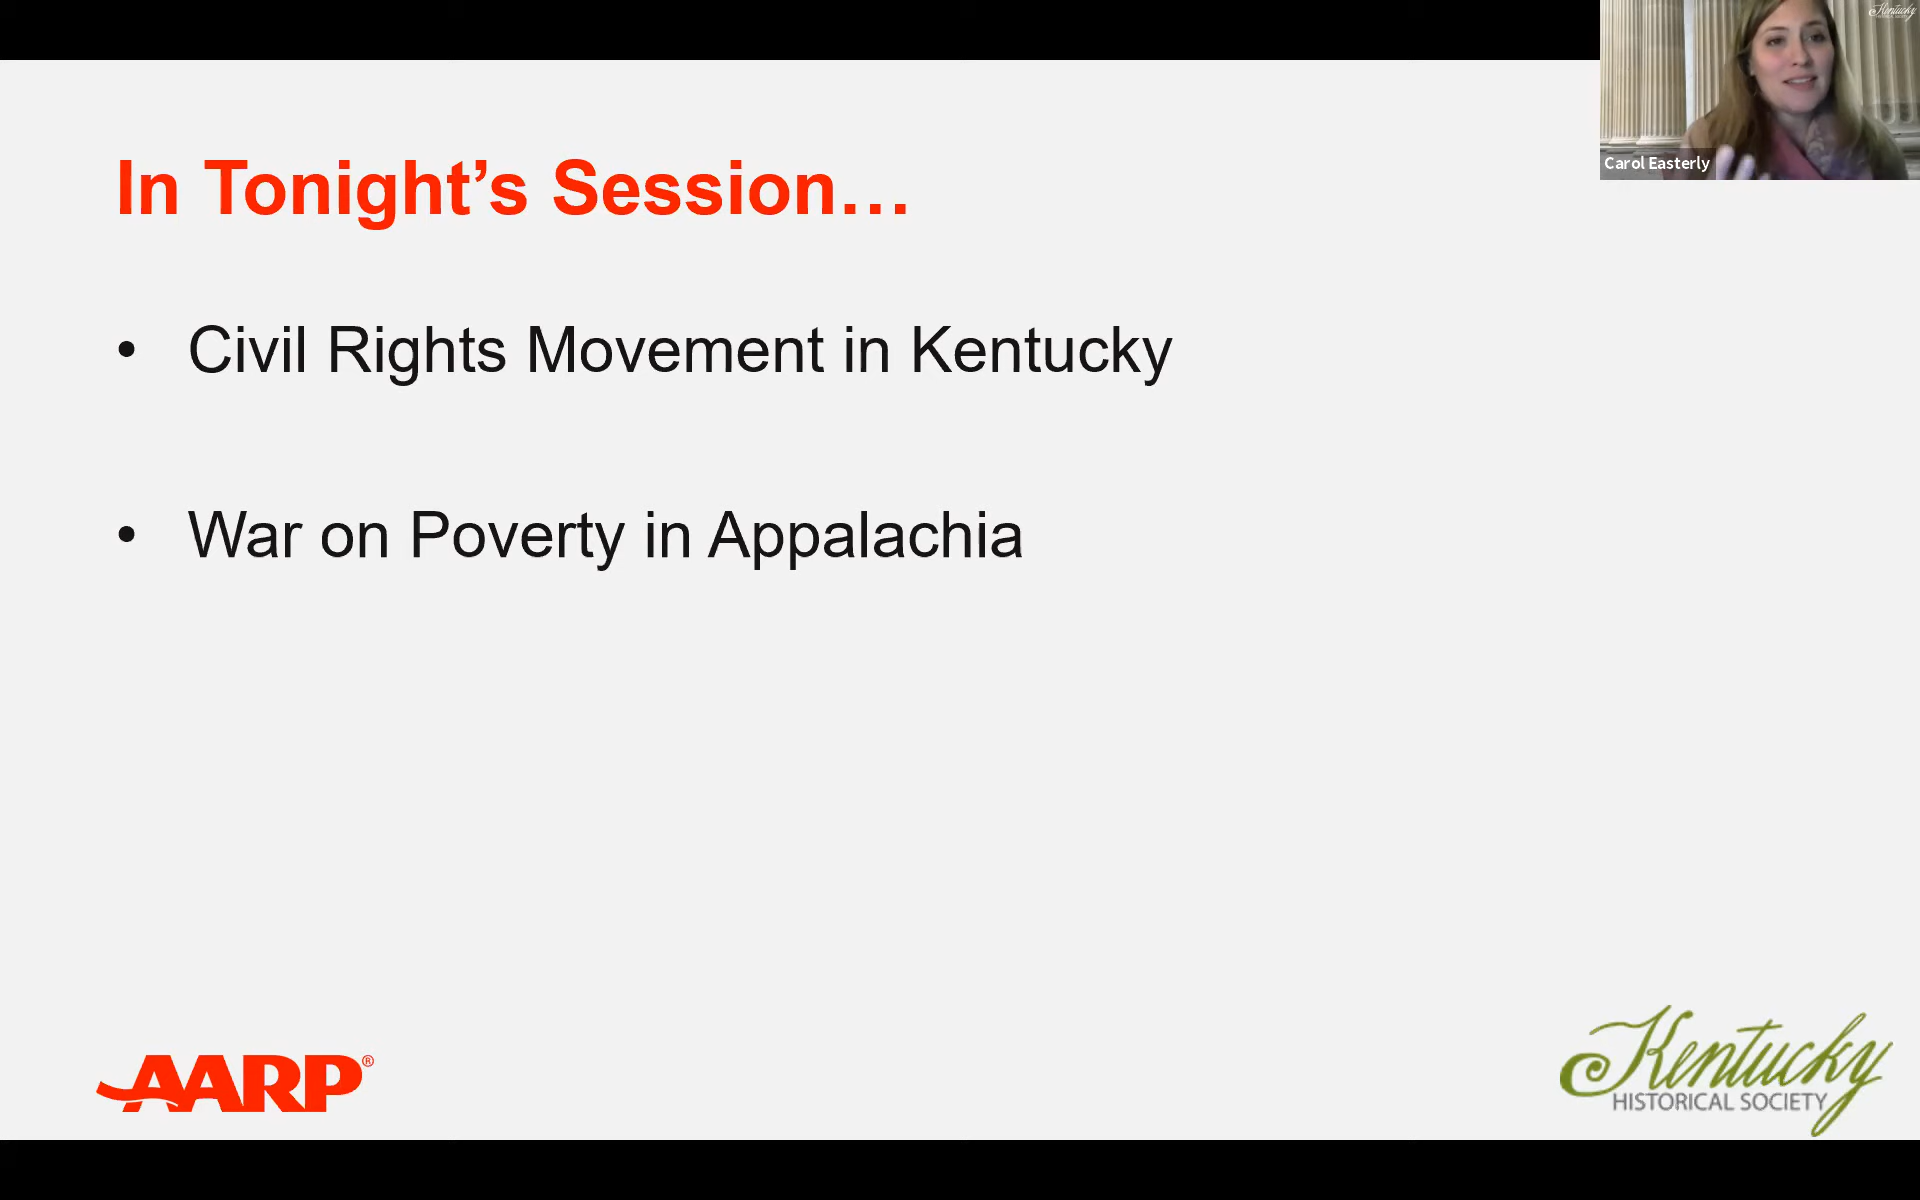 Kentucky
Carol Easterly
In Tonight’s Session…
• Civil Rights Movement in Kentucky
• War on Poverty in Appalachia
AARP®
Kentucky
HISTORICAL SOCIETY